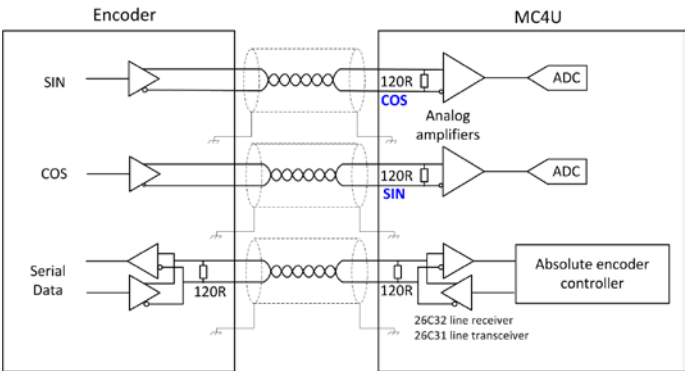 Encoder
MC4U
SIN
120R
COS
Analog
amplifiers
ADC
COS
120R
SIN
ADC
Serial
Data
120R
120R
Absolute encoder
controller
26C32 line receiver
26C31 line transceiver